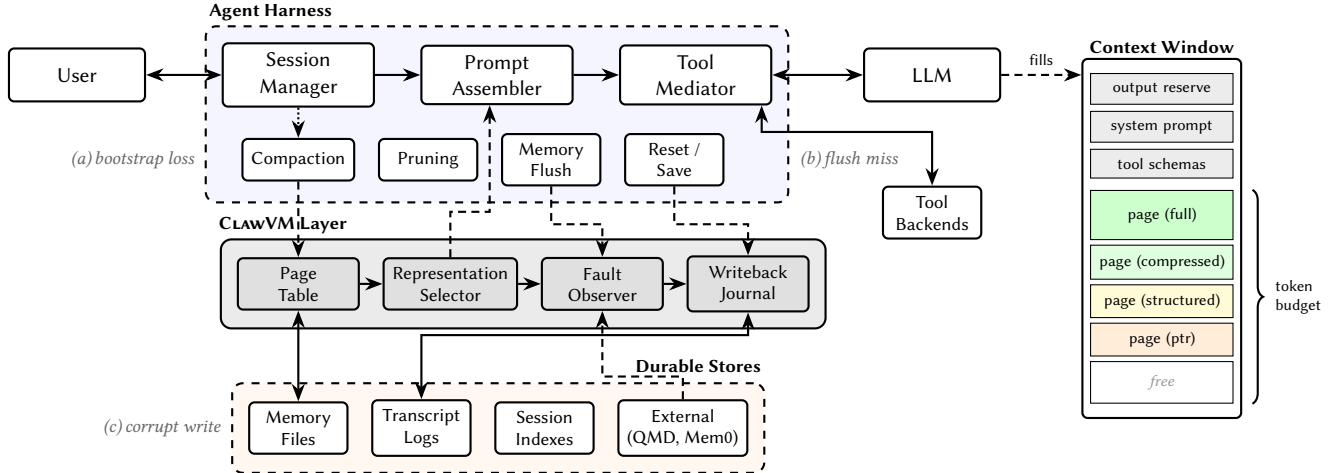 Agent Harness
User
Session
Manager
Prompt
Assembler
Tool
Mediator
LLM
fills
Context Window
output reserve
system prompt
tool schemas
page (full)
page (compressed)
page (structured)
page (ptr)
free
token
budget
(a) bootstrap loss
Compaction
Pruning
Memory
Flush
Reset /
Save
(b) flush miss
Tool
Backends
CLAWVM Layer
Page
Table
Representation
Selector
Fault
Observer
Writeback
Journal
Durable Stores
(c) corrupt write
Memory
Files
Transcript
Logs
Session
Indexes
External
(QMD, Mem0)